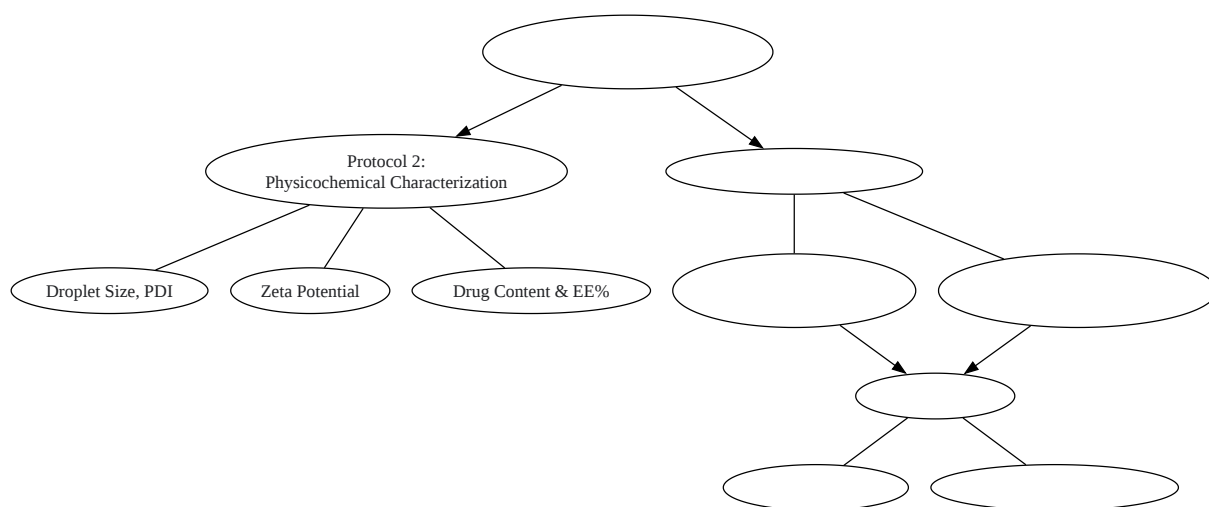 Protocol 2:
Physicochemical Characterization
Droplet Size, PDI
Zeta Potential
Drug Content & EE%